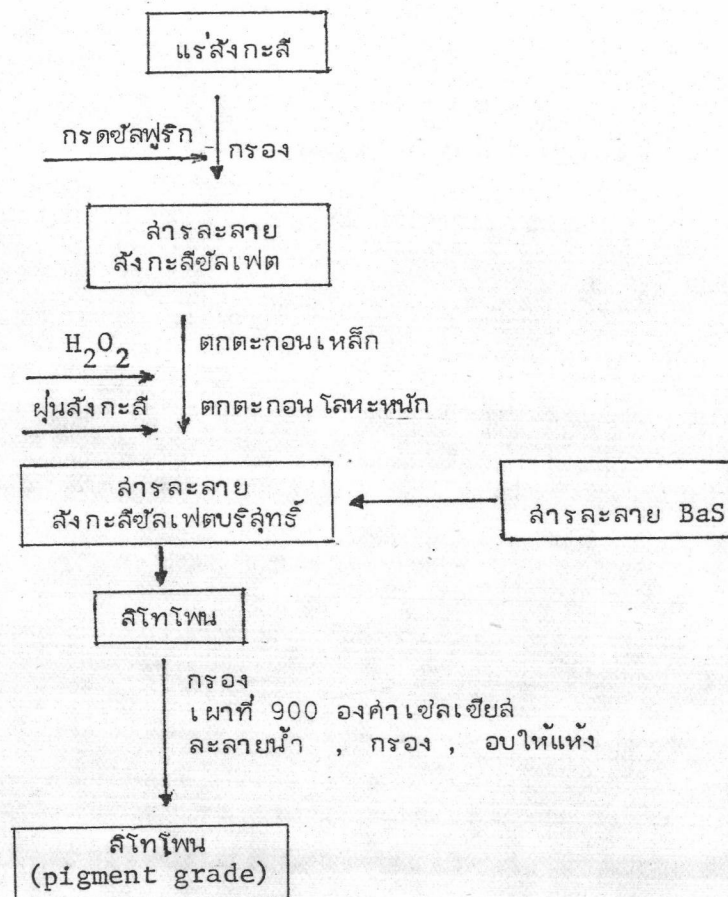 แร่สังกะสี
กรดซัลฟูริก
กรอง
สารละลาย
สังกะสีซัลเฟต
H₂O₂
ตกตะกอนเหล็ก
ฝุ่นสังกะสี
ตกตะกอนโลหะหนัก
สารละลาย
สังกะสีซัลเฟตบริสุทธิ์
สารละลาย BaS
ลิโทโพน
กรอง
เผาที่ 900 องศาเซลเซียส
ละลายน้ำ , กรอง , อบให้แห้ง
ลิโทโพน
(pigment grade)